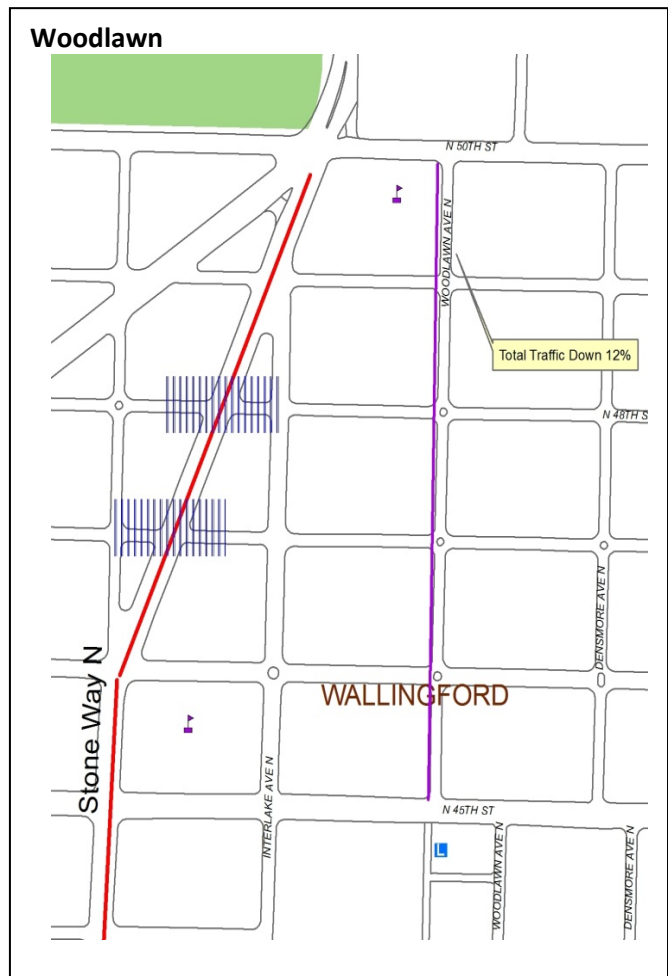 Woodlawn
N 50TH ST
WOODLAWN AVE N
Total Traffic Down 12%
N 48TH ST
DENSMORE AVE N
Stone Way N
WALLINGFORD
INTERLAKE AVE N
N 45TH ST
L
WOODLAWN AVE N
DENSMORE AVE N